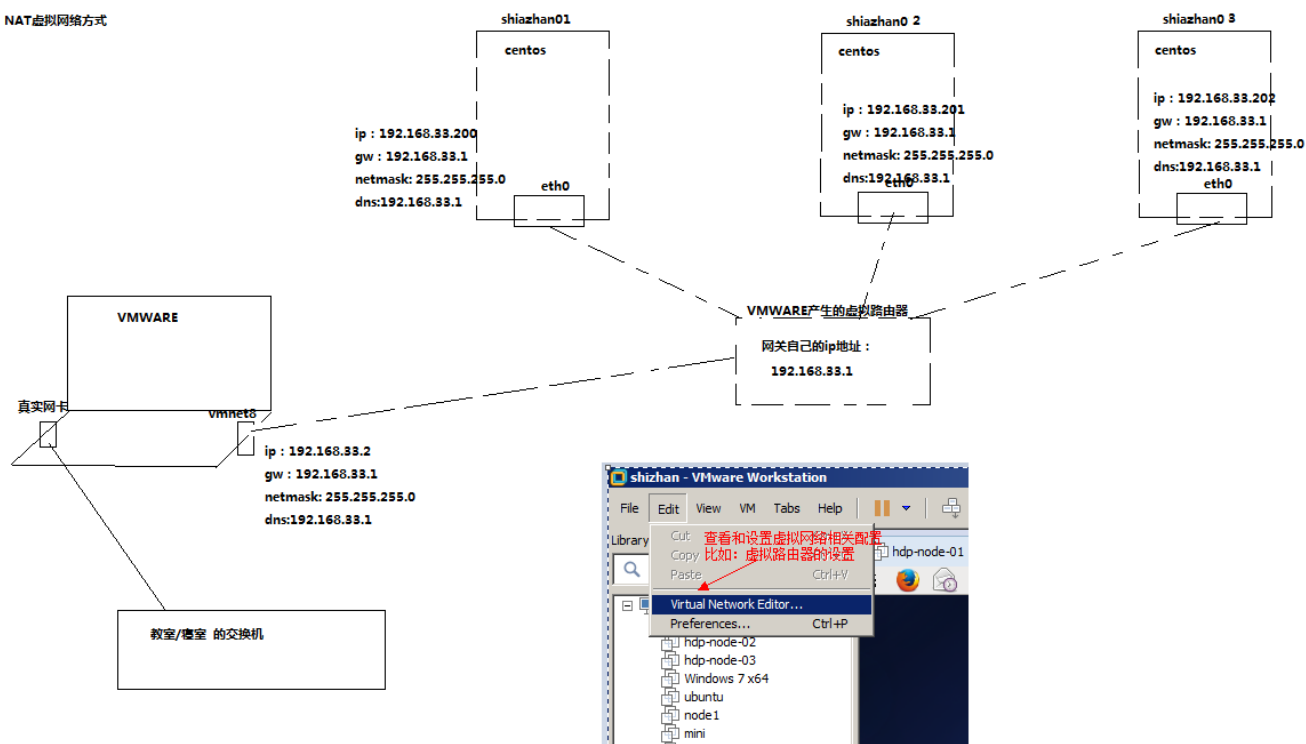 NAT虚拟网络方式
shiazhan01
centos
ip：192.168.33.200
gw：192.168.33.1
netmask: 255.255.255.0
dns:192.168.33.1
eth0
shiazhan0 2
centos
ip：192.168.33.201
gw：192.168.33.1
netmask: 255.255.255.0
dns:192.168.33.1
eth0
shiazhan0 3
centos
ip：192.168.33.202
gw：192.168.33.1
netmask: 255.255.255.0
dns:192.168.33.1
eth0
VMWARE产生的虚拟路由器
网关自己的ip地址：
192.168.33.1
VMWARE
真实网卡
vmnet8
ip：192.168.33.2
gw：192.168.33.1
netmask: 255.255.255.0
dns:192.168.33.1
教室/寝室 的交换机
shizhan - VMware Workstation
File Edit View VM Tabs Help
Library
Cut
Copy
Paste Ctrl+V
查看和设置虚拟网络相关配置
比如：虚拟路由器的设置
Virtual Network Editor...
Preferences... Ctrl+P
hdp-node-01
hdp-node-02
hdp-node-03
Windows 7 x64
ubuntu
node1
mini